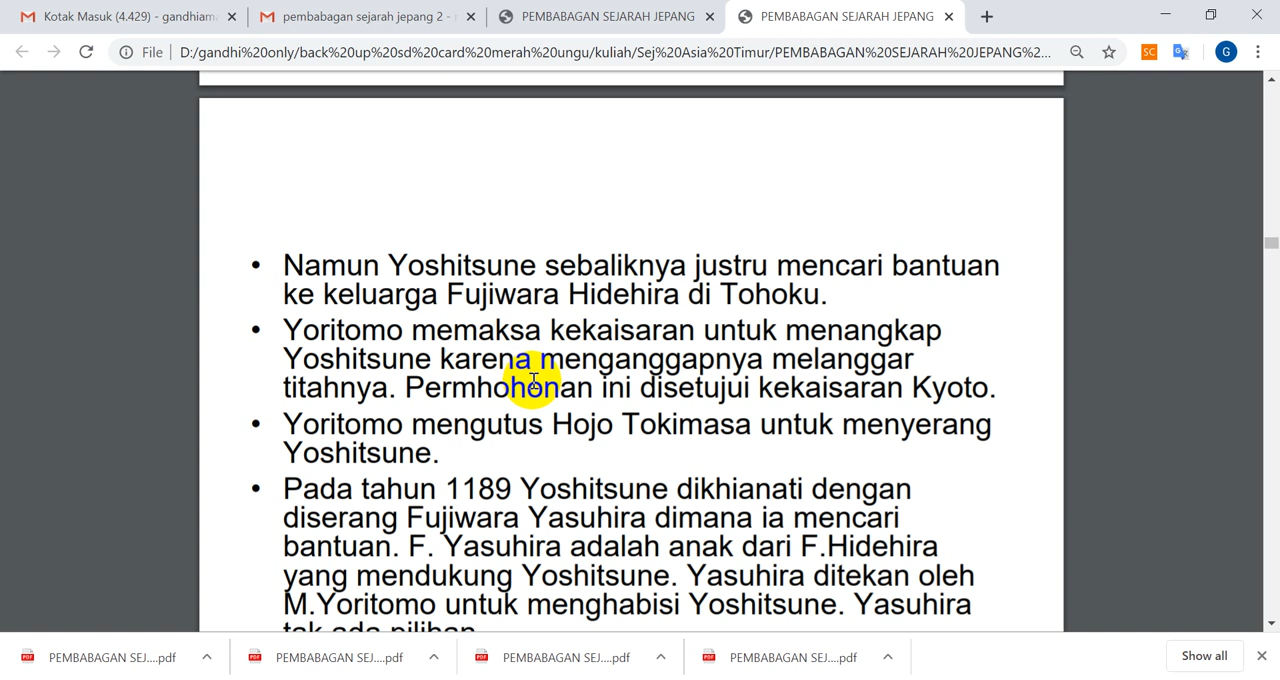 Kotak Masuk (4.429) - gandhiam
pembabagan sejarah jepang 2 -
PEMBABAGAN SEJARAH JEPANG
PEMBABAGAN SEJARAH JEPANG
File
D:/gandhi%20only/back%20up%20sd%20card%20merah%20ungu/kuliah/Sej%20Asia%20Timur/PEMBABAGAN%20SEJARAH%20JEPANG%2...
SC
G
• Namun Yoshitsune sebaliknya justru mencari bantuan
ke keluarga Fujiwara Hidehira di Tohoku.
• Yoritomo memaksa kekaisaran untuk menangkap
Yoshitsune karena menganggapnya melanggar
titahnya. Permhohonan ini disetujui kekaisaran Kyoto.
• Yoritomo mengutus Hojo Tokimasa untuk menyerang
Yoshitsune.
• Pada tahun 1189 Yoshitsune dikhianati dengan
diserang Fujiwara Yasuhira dimana ia mencari
bantuan. F. Yasuhira adalah anak dari F.Hidehira
yang mendukung Yoshitsune. Yasuhira ditekan oleh
M.Yoritomo untuk menghabisi Yoshitsune. Yasuhira
tak ada pilihan
PEMBABAGAN SEJ....pdf
PEMBABAGAN SEJ....pdf
PEMBABAGAN SEJ....pdf
PEMBABAGAN SEJ....pdf
Show all